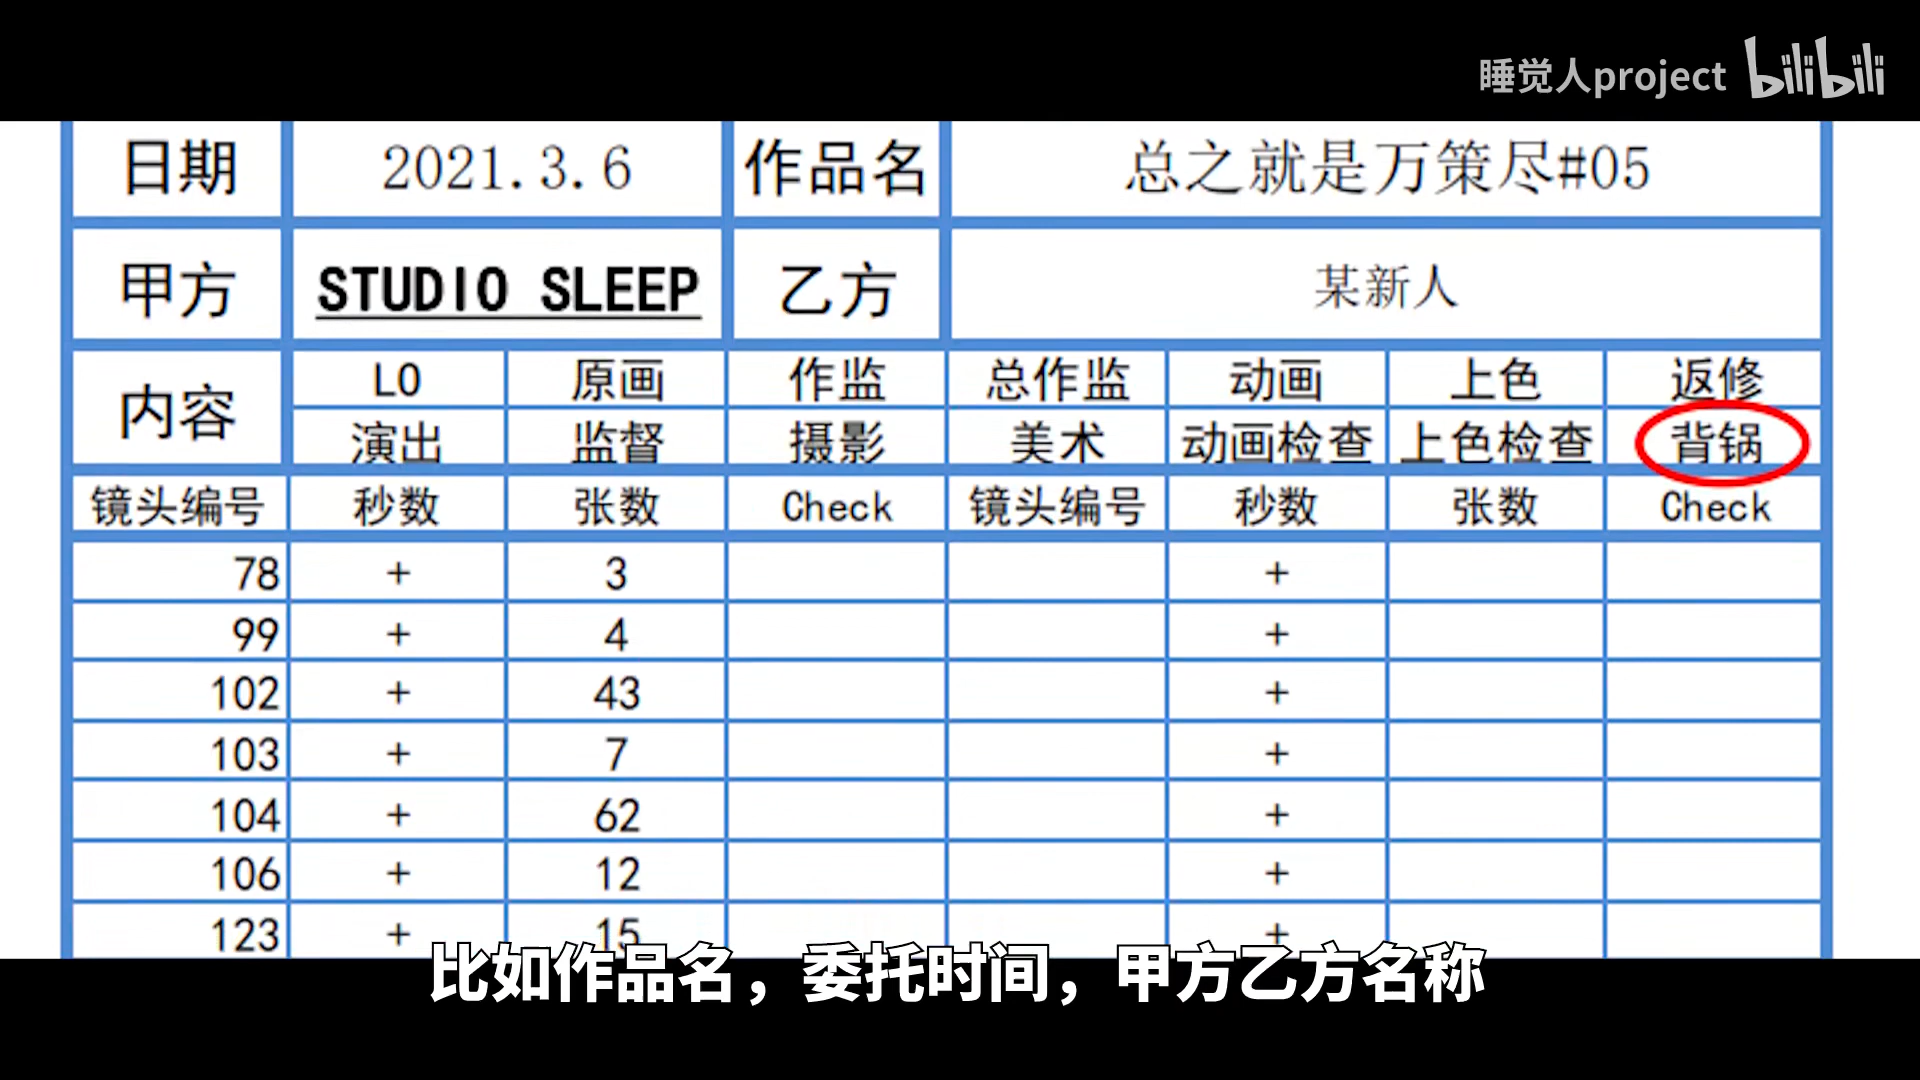 睡觉人project bilibili
日期 2021.3.6 作品名 总之就是万策尽#05
甲方 STUDIO SLEEP 乙方 某新人
内容 LO 原画 作监 总作监 动画 上色 返修
演出 监督 摄影 美术 动画检查 上色检查 背锅
镜头编号 秒数 张数 Check 镜头编号 秒数 张数 Check
78 + 3 +
99 + 4 +
102 + 43 +
103 + 7 +
104 + 62 +
106 + 12 +
123 + 15 +
比如作品名，委托时间，甲方乙方名称